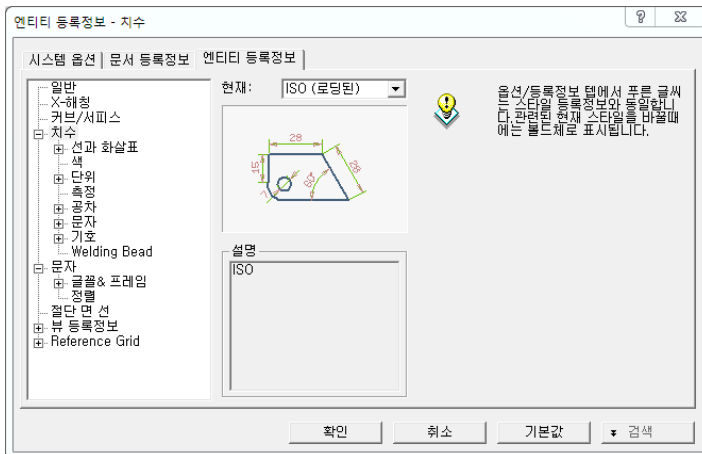 엔티티 등록정보 - 치수
시스템 옵션
문서 등록정보
엔티티 등록정보
일반
X-해칭
커브/서피스
치수
선과 화살표
색
단위
측정
공차
문자
기호
Welding Bead
문자
글꼴& 프레임
정렬
절단 면 선
뷰 등록정보
Reference Grid
현재:
ISO (로딩된)
28
15
7
80°
28
설명
ISO
옵션/등록정보 텝에서 푸른 글씨
는 스타일 등록정보와 동일합니
다.관련된 현재 스타일을 바꿀때
에는 볼드체로 표시됩니다.
확인
취소
기본값
검색